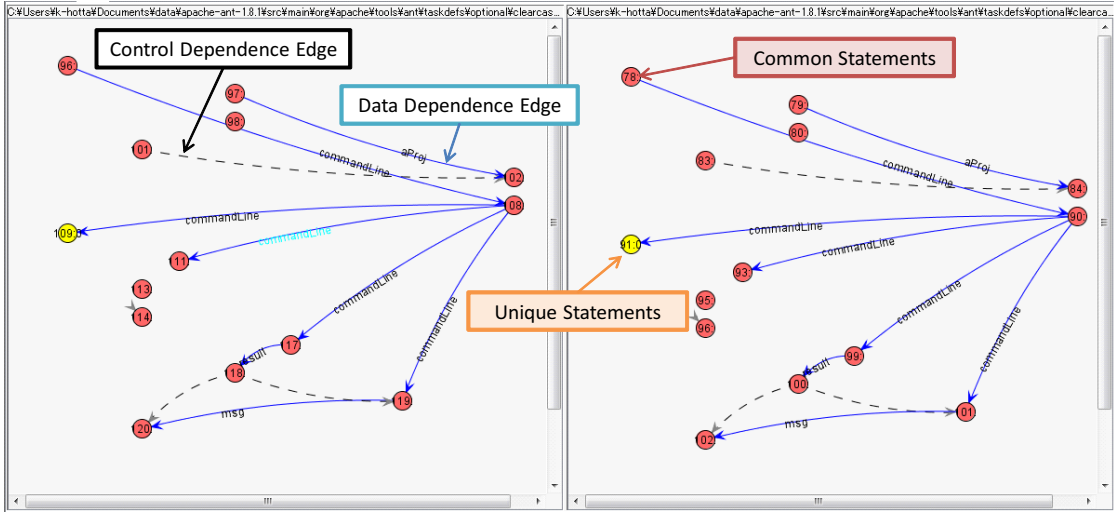 C:¥Users¥k-hotta¥Documents¥data¥apache-ant-1.8.1¥src¥main¥org¥apache¥tools¥ant¥taskdefs¥optional¥clearcas...
Control Dependence Edge
Data Dependence Edge
96:
97:
98:
101
commandLine
aProj
02
08
commandLine
109:0
commandLine
111
113
114
commandLine
commandLine
117
result
118
119
msg
120
C:¥Users¥k-hotta¥Documents¥data¥apache-ant-1.8.1¥src¥main¥org¥apache¥tools¥ant¥taskdefs¥optional¥clearca...
Common Statements
78:
79:
80:
83:
commandLine
aProj
84:
90:
commandLine
91:0
commandLine
93:
Unique Statements
95:
96:
commandLine
commandLine
99:
result
100
101
msg
102